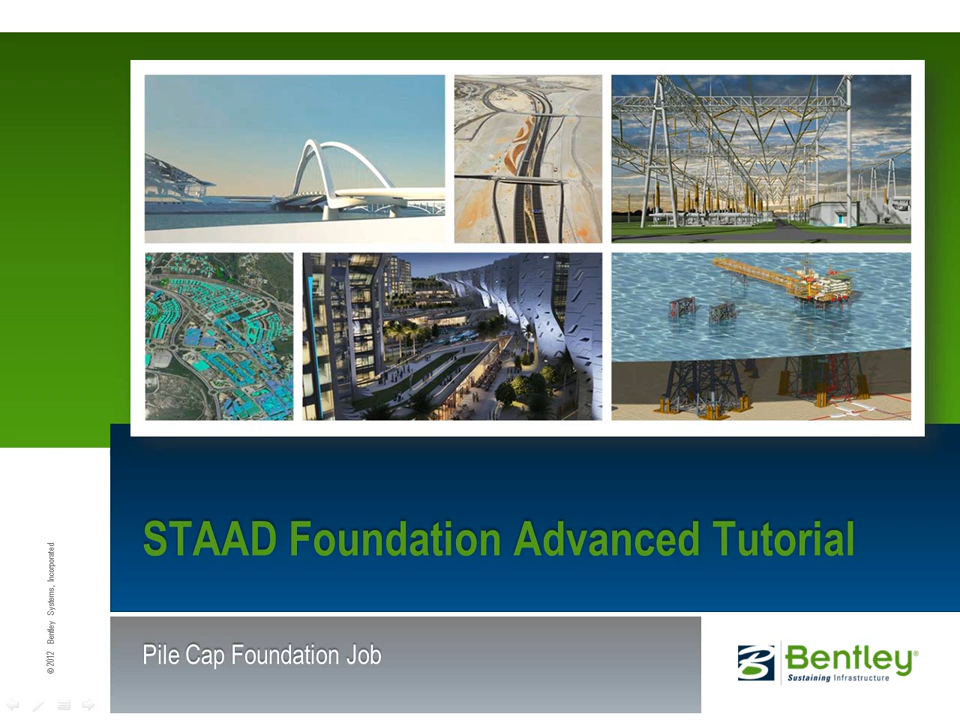 STAAD Foundation Advanced Tutorial
Pile Cap Foundation Job
© 2012 Bentley Systems, Incorporated
Bentley®
Sustaining Infrastructure